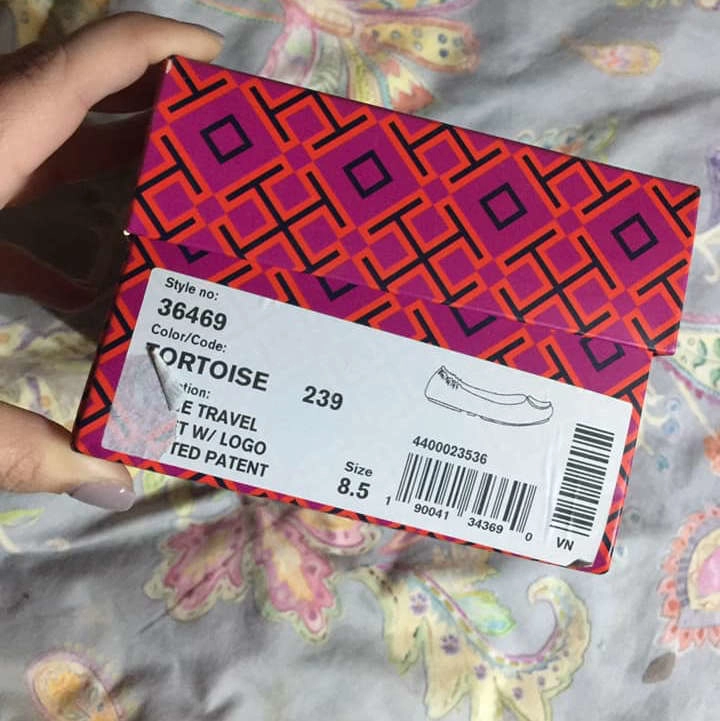 Style no:
36469
Color/Code:
TORTOISE 239
TRAVEL
W/ LOGO
PATENT
Size
8.5
4400023536
1 90041 34369 0
VN